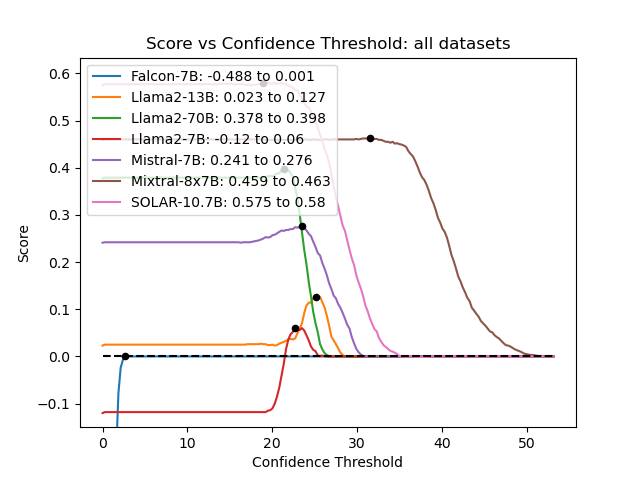 Score vs Confidence Threshold: all datasets
Falcon-7B: -0.488 to 0.001
Llama2-13B: 0.023 to 0.127
Llama2-70B: 0.378 to 0.398
Llama2-7B: -0.12 to 0.06
Mistral-7B: 0.241 to 0.276
Mixtral-8x7B: 0.459 to 0.463
SOLAR-10.7B: 0.575 to 0.58
Score
0.6
0.5
0.4
0.3
0.2
0.1
0.0
−0.1
0 10 20 30 40 50
Confidence Threshold